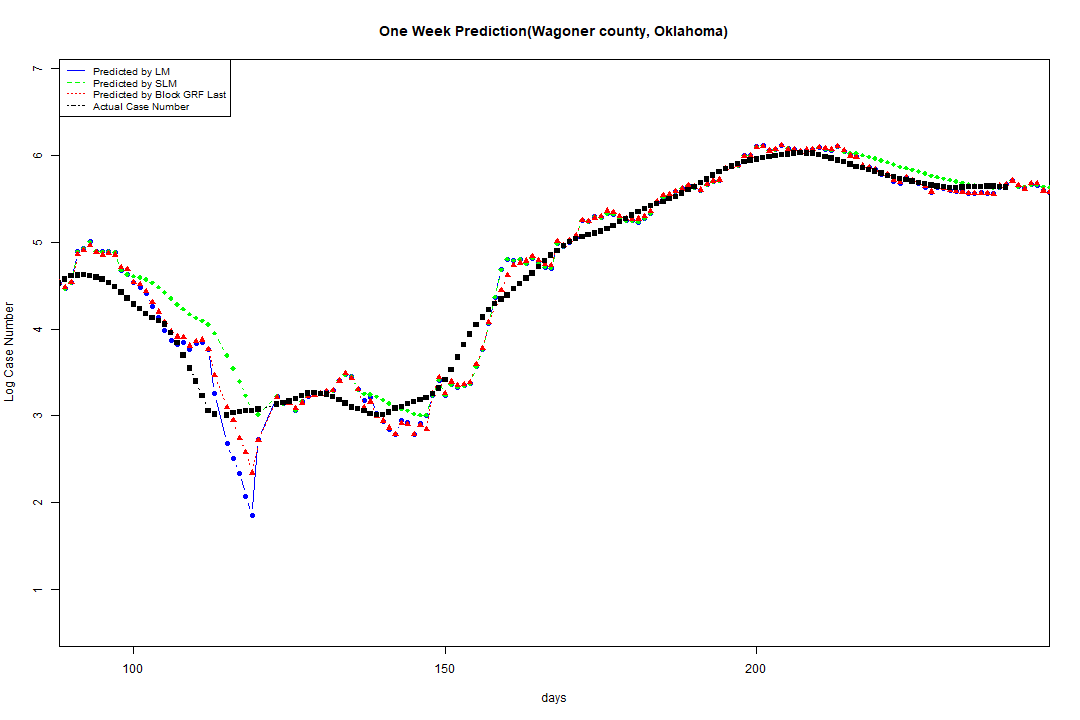 One Week Prediction(Wagoner county, Oklahoma)
Predicted by LM
Predicted by SLM
Predicted by Block GRF Last
Actual Case Number
7
6
5
4
3
2
1
Log Case Number
100 150 200
days